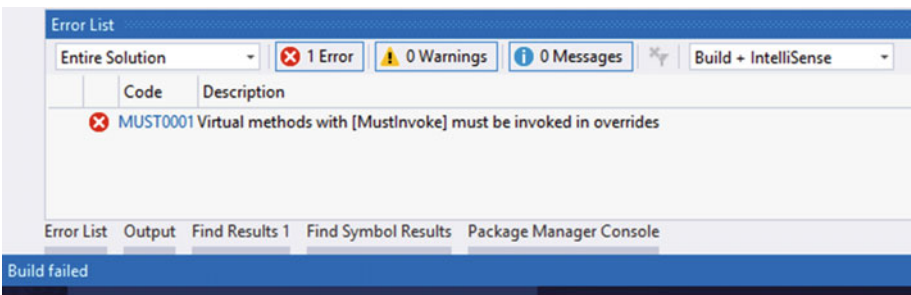 Error List
Entire Solution 1 Error 0 Warnings 0 Messages Build + IntelliSense
Code Description
MUST0001 Virtual methods with [MustInvoke] must be invoked in overrides
Error List Output Find Results 1 Find Symbol Results Package Manager Console
Build failed